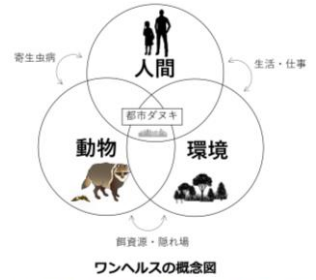 人間
寄生虫病
生活・仕事
都市ダヌキ
動物
環境
餌資源・隠れ場
ワンヘルスの概念図